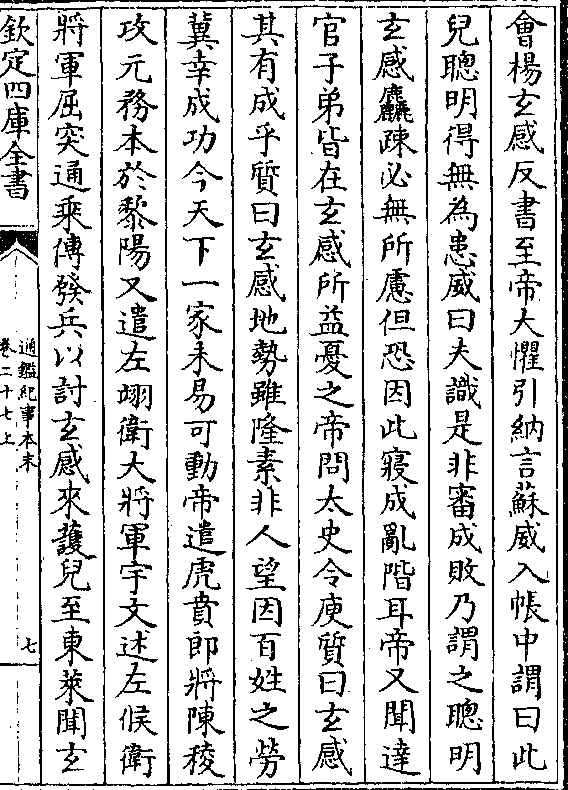 會楊玄感反書至帝大懼引納言蘇威入帳中謂曰此
兒聰明得無為患威曰夫識是非審成敗乃謂之聰明
玄感麤疎必無所慮但恐因此寢成亂階耳帝又聞達
官子弟皆在玄感所益憂之帝問太史令庾質曰玄感
其有成乎質曰玄感地勢雖隆素非人望因百姓之勞
冀幸成功今天下一家未易可動帝遣虎賁郎將陳稜
攻元務本於黎陽又遣左翊衛大將軍宇文述左候衛
將軍屈突通乘傳發兵以討玄感來護兒至東萊聞玄
欽定四庫全書
通鑑紀事本末
卷二十七上
七